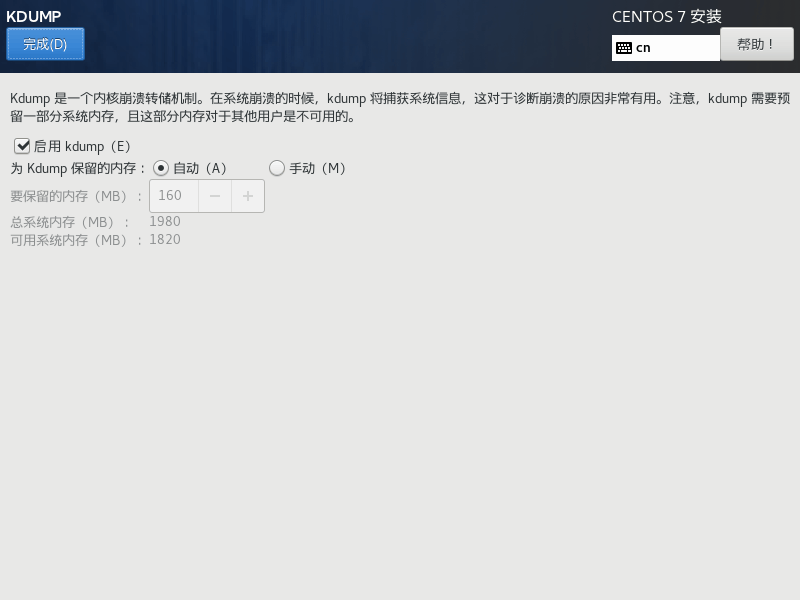 KDUMP
CENTOS 7 安装
完成(D)
cn
帮助！
Kdump 是一个内核崩溃转储机制。在系统崩溃的时候，kdump 将捕获系统信息，这对于诊断崩溃的原因非常有用。注意，kdump 需要预
留一部分系统内存，且这部分内存对于其他用户是不可用的。
启用 kdump（E）
为 Kdump 保留的内存： 自动（A） 手动（M）
要保留的内存（MB）： 160 − +
总系统内存（MB）： 1980
可用系统内存（MB）： 1820